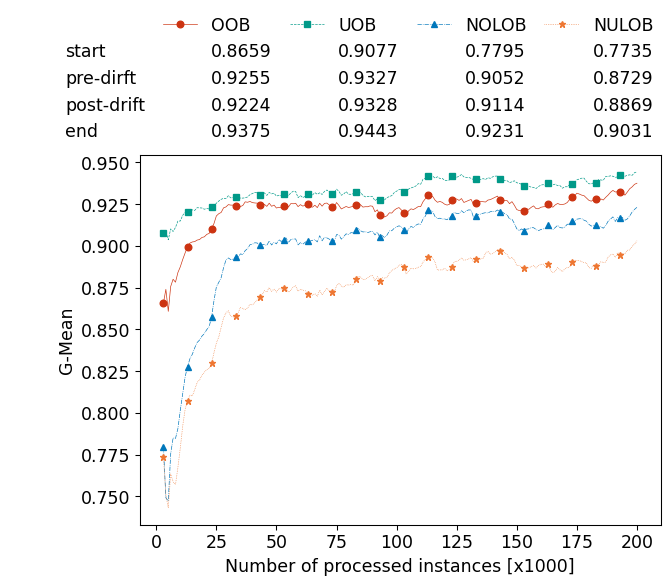 OOB UOB NOLOB NULOB
start 0.8659 0.9077 0.7795 0.7735
pre-dirft 0.9255 0.9327 0.9052 0.8729
post-drift 0.9224 0.9328 0.9114 0.8869
end 0.9375 0.9443 0.9231 0.9031
0.950
0.925
0.900
0.875
0.850
0.825
0.800
0.775
0.750
G-Mean
0 25 50 75 100 125 150 175 200
Number of processed instances [x1000]